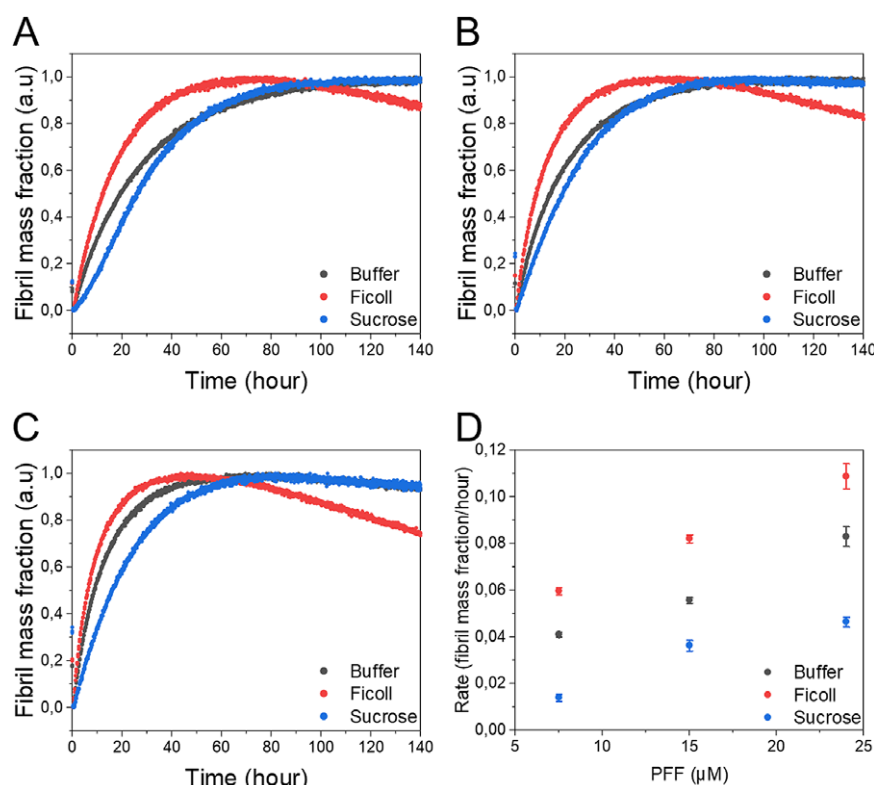 A
Fibril mass fraction (a.u)
1,0
0,8
0,6
0,4
0,2
0,0
Buffer
Ficoll
Sucrose
0 20 40 60 80 100 120 140
Time (hour)
B
Fibril mass fraction (a.u)
1,0
0,8
0,6
0,4
0,2
0,0
Buffer
Ficoll
Sucrose
0 20 40 60 80 100 120 140
Time (hour)
C
Fibril mass fraction (a.u)
1,0
0,8
0,6
0,4
0,2
0,0
Buffer
Ficoll
Sucrose
0 20 40 60 80 100 120 140
Time (hour)
D
Rate (fibril mass fraction/hour)
0,12
0,10
0,08
0,06
0,04
0,02
0,00
Buffer
Ficoll
Sucrose
5 10 15 20 25
PFF (µM)